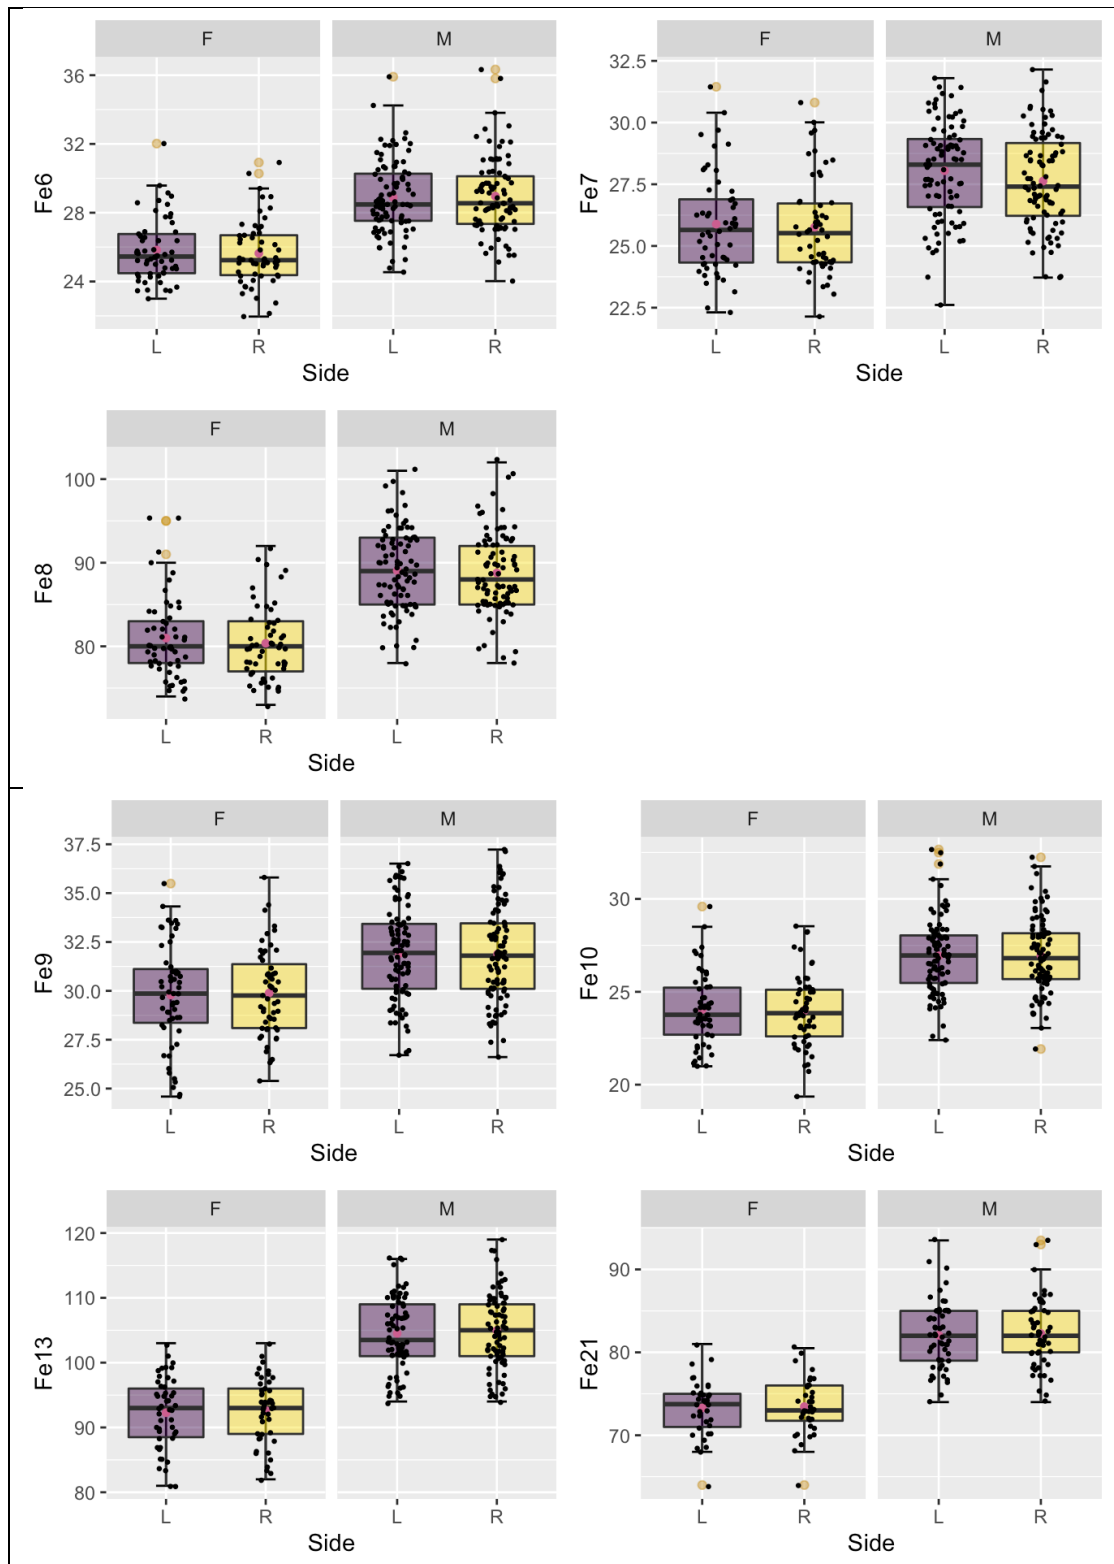 F M
Fe6
36
32
28
24
L R L R
Side
F M
Fe7
32.5
30.0
27.5
25.0
22.5
L R L R
Side
F M
Fe8
100
90
80
L R L R
Side
F M
Fe9
37.5
35.0
32.5
30.0
27.5
25.0
L R L R
Side
F M
Fe10
30
25
20
L R L R
Side
F M
Fe13
120
110
100
90
80
L R L R
Side
F M
Fe21
90
80
70
L R L R
Side